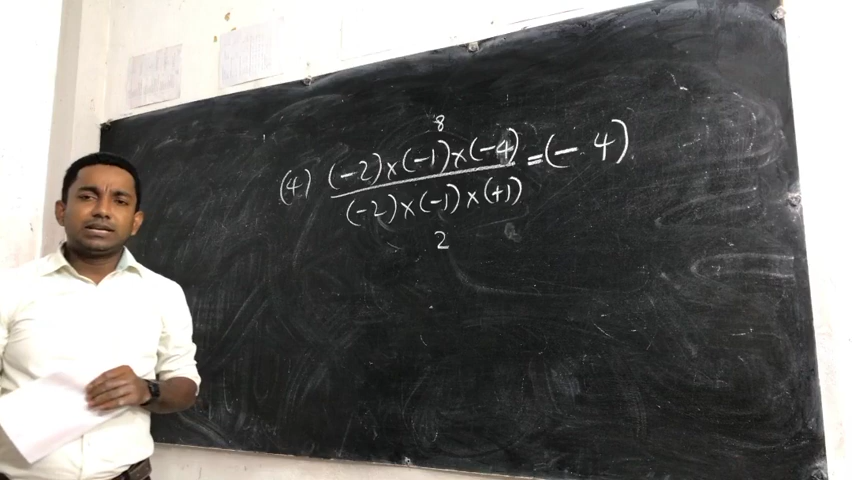 8
(4) (-2)×(-1)×(-4) = (- 4)
(-2)×(-1)×(+1)
2